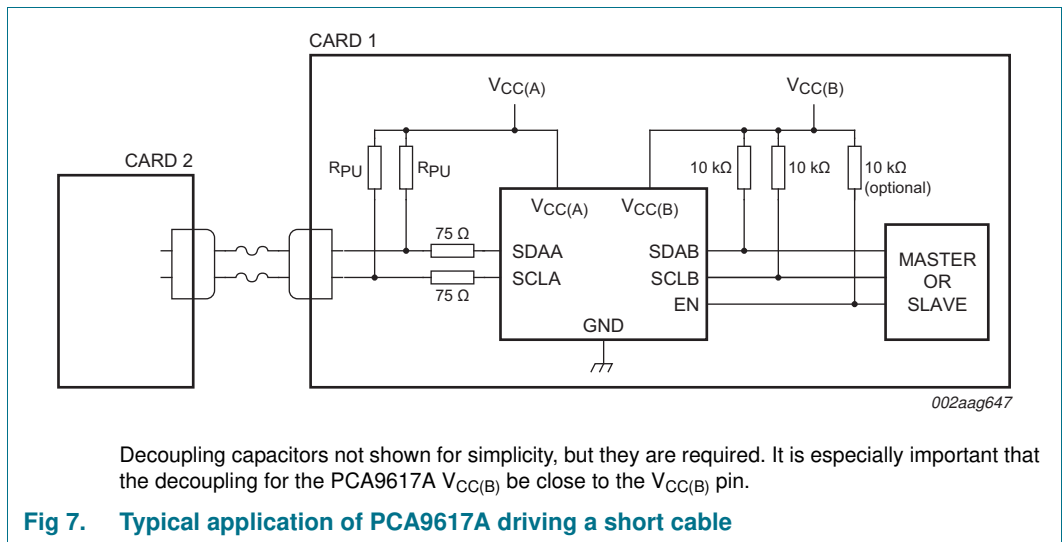 CARD 1
VCC(A)
VCC(B)
CARD 2
RPU
RPU
10 kΩ
10 kΩ
10 kΩ
(optional)
VCC(A)
VCC(B)
75 Ω
SDAA
SDAB
MASTER
OR
SLAVE
SCLA
SCLB
75 Ω
EN
GND
002aag647
Decoupling capacitors not shown for simplicity, but they are required. It is especially important that
the decoupling for the PCA9617A VCC(B) be close to the VCC(B) pin.
Fig 7. Typical application of PCA9617A driving a short cable